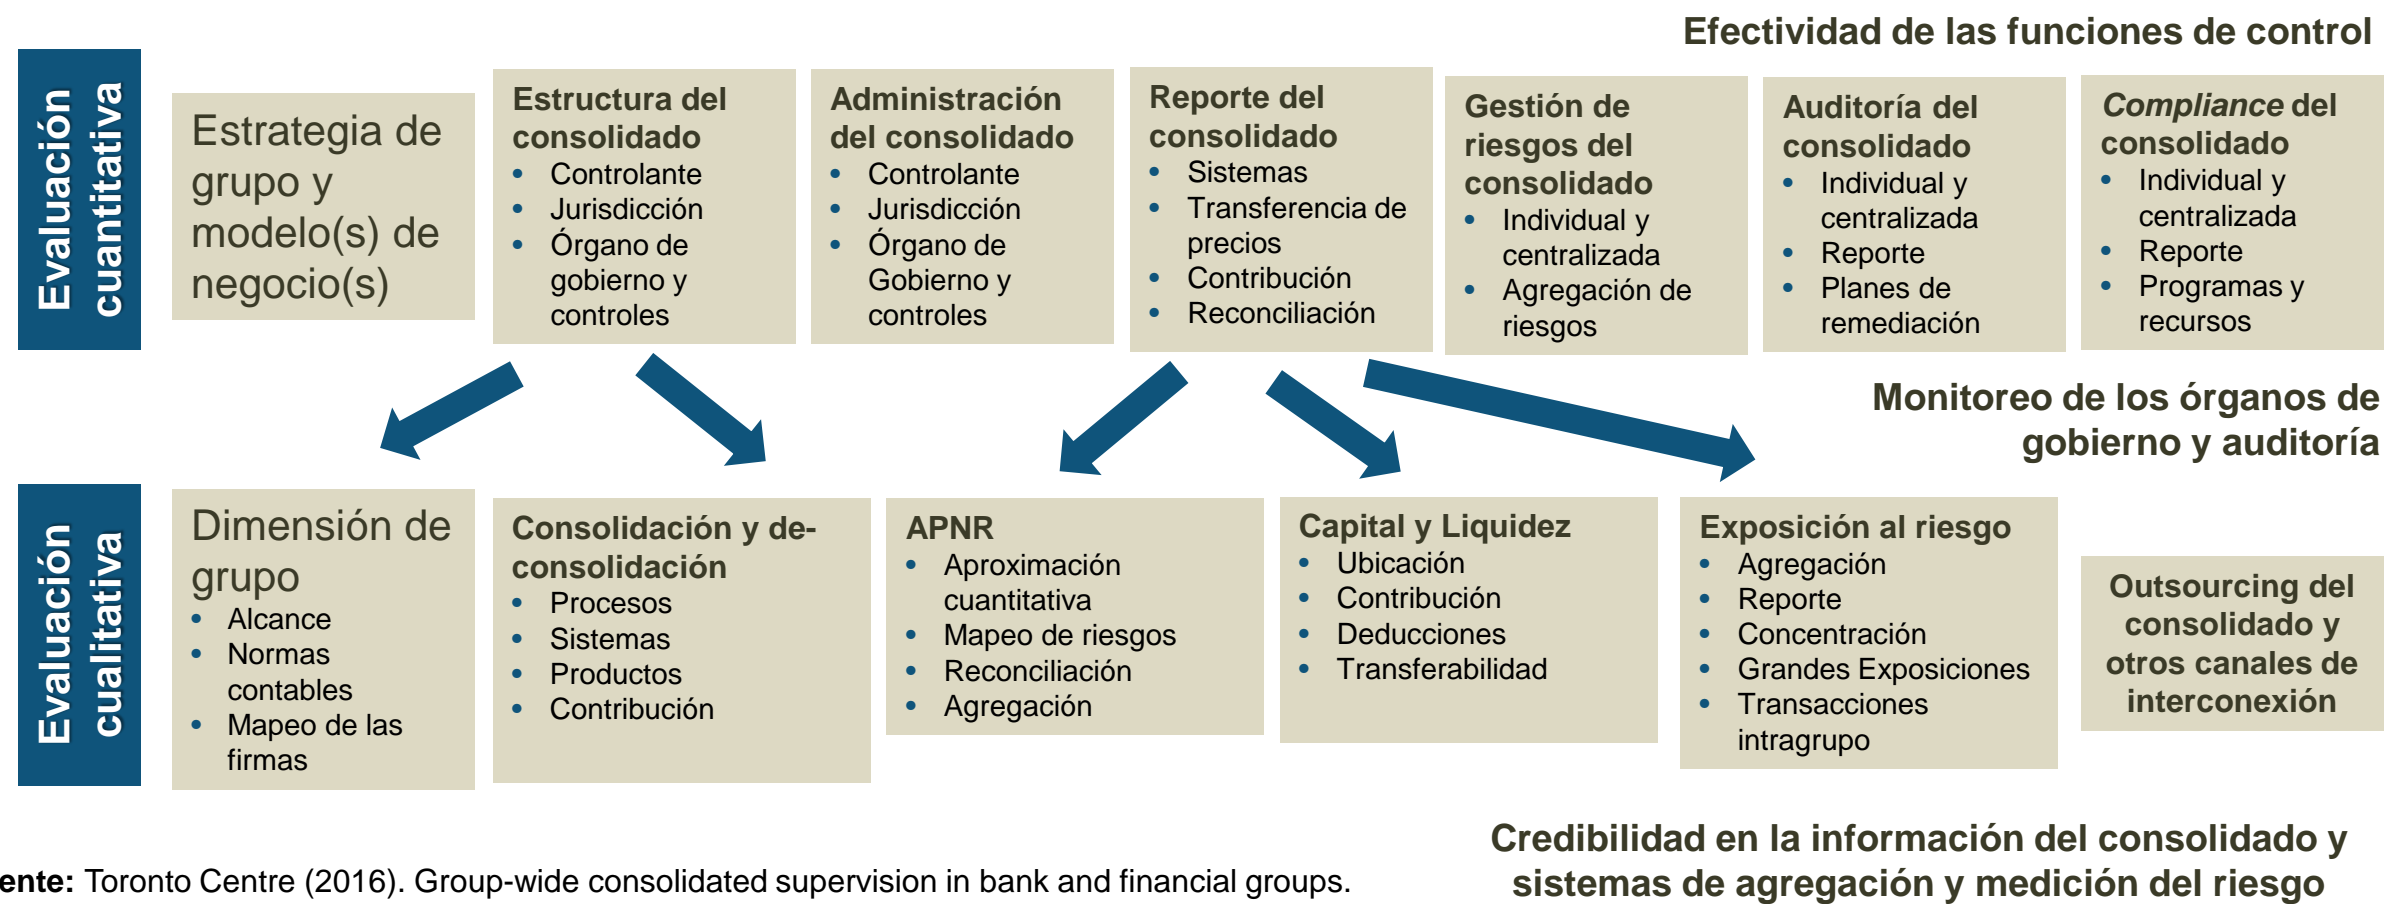 Efectividad de las funciones de control
Evaluación
cuantitativa
Estrategia de
grupo y
modelo(s) de
negocio(s)
Estructura del
consolidado
• Controlante
• Jurisdicción
• Órgano de
gobierno y
controles
Administración
del consolidado
• Controlante
• Jurisdicción
• Órgano de
Gobierno y
controles
Reporte del
consolidado
• Sistemas
• Transferencia de
precios
• Contribución
• Reconciliación
Gestión de
riesgos del
consolidado
• Individual y
centralizada
• Agregación de
riesgos
Auditoría del
consolidado
• Individual y
centralizada
• Reporte
• Planes de
remediación
Compliance del
consolidado
• Individual y
centralizada
• Reporte
• Programas y
recursos
Monitoreo de los órganos de
gobierno y auditoría
Evaluación
cualitativa
Dimensión de
grupo
• Alcance
• Normas
contables
• Mapeo de las
firmas
Consolidación y de-
consolidación
• Procesos
• Sistemas
• Productos
• Contribución
APNR
• Aproximación
cuantitativa
• Mapeo de riesgos
• Reconciliación
• Agregación
Capital y Liquidez
• Ubicación
• Contribución
• Deducciones
• Transferabilidad
Exposición al riesgo
• Agregación
• Reporte
• Concentración
• Grandes Exposiciones
• Transacciones
intragrupo
Outsourcing del
consolidado y
otros canales de
interconexión
Credibilidad en la información del consolidado y
sistemas de agregación y medición del riesgo
ente: Toronto Centre (2016). Group-wide consolidated supervision in bank and financial groups.